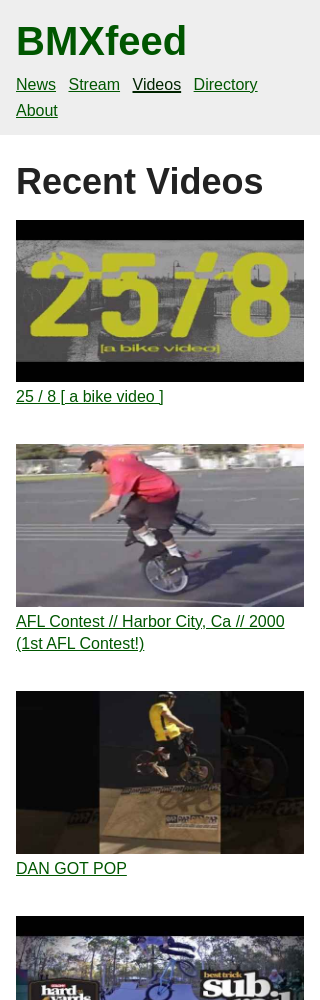 BMXfeed
News Stream Videos Directory
About
Recent Videos
25/8
[a bike video]
25 / 8 [ a bike video ]
AFL Contest // Harbor City, Ca // 2000
(1st AFL Contest!)
DAN GOT POP
hard
yards
best trick
sub